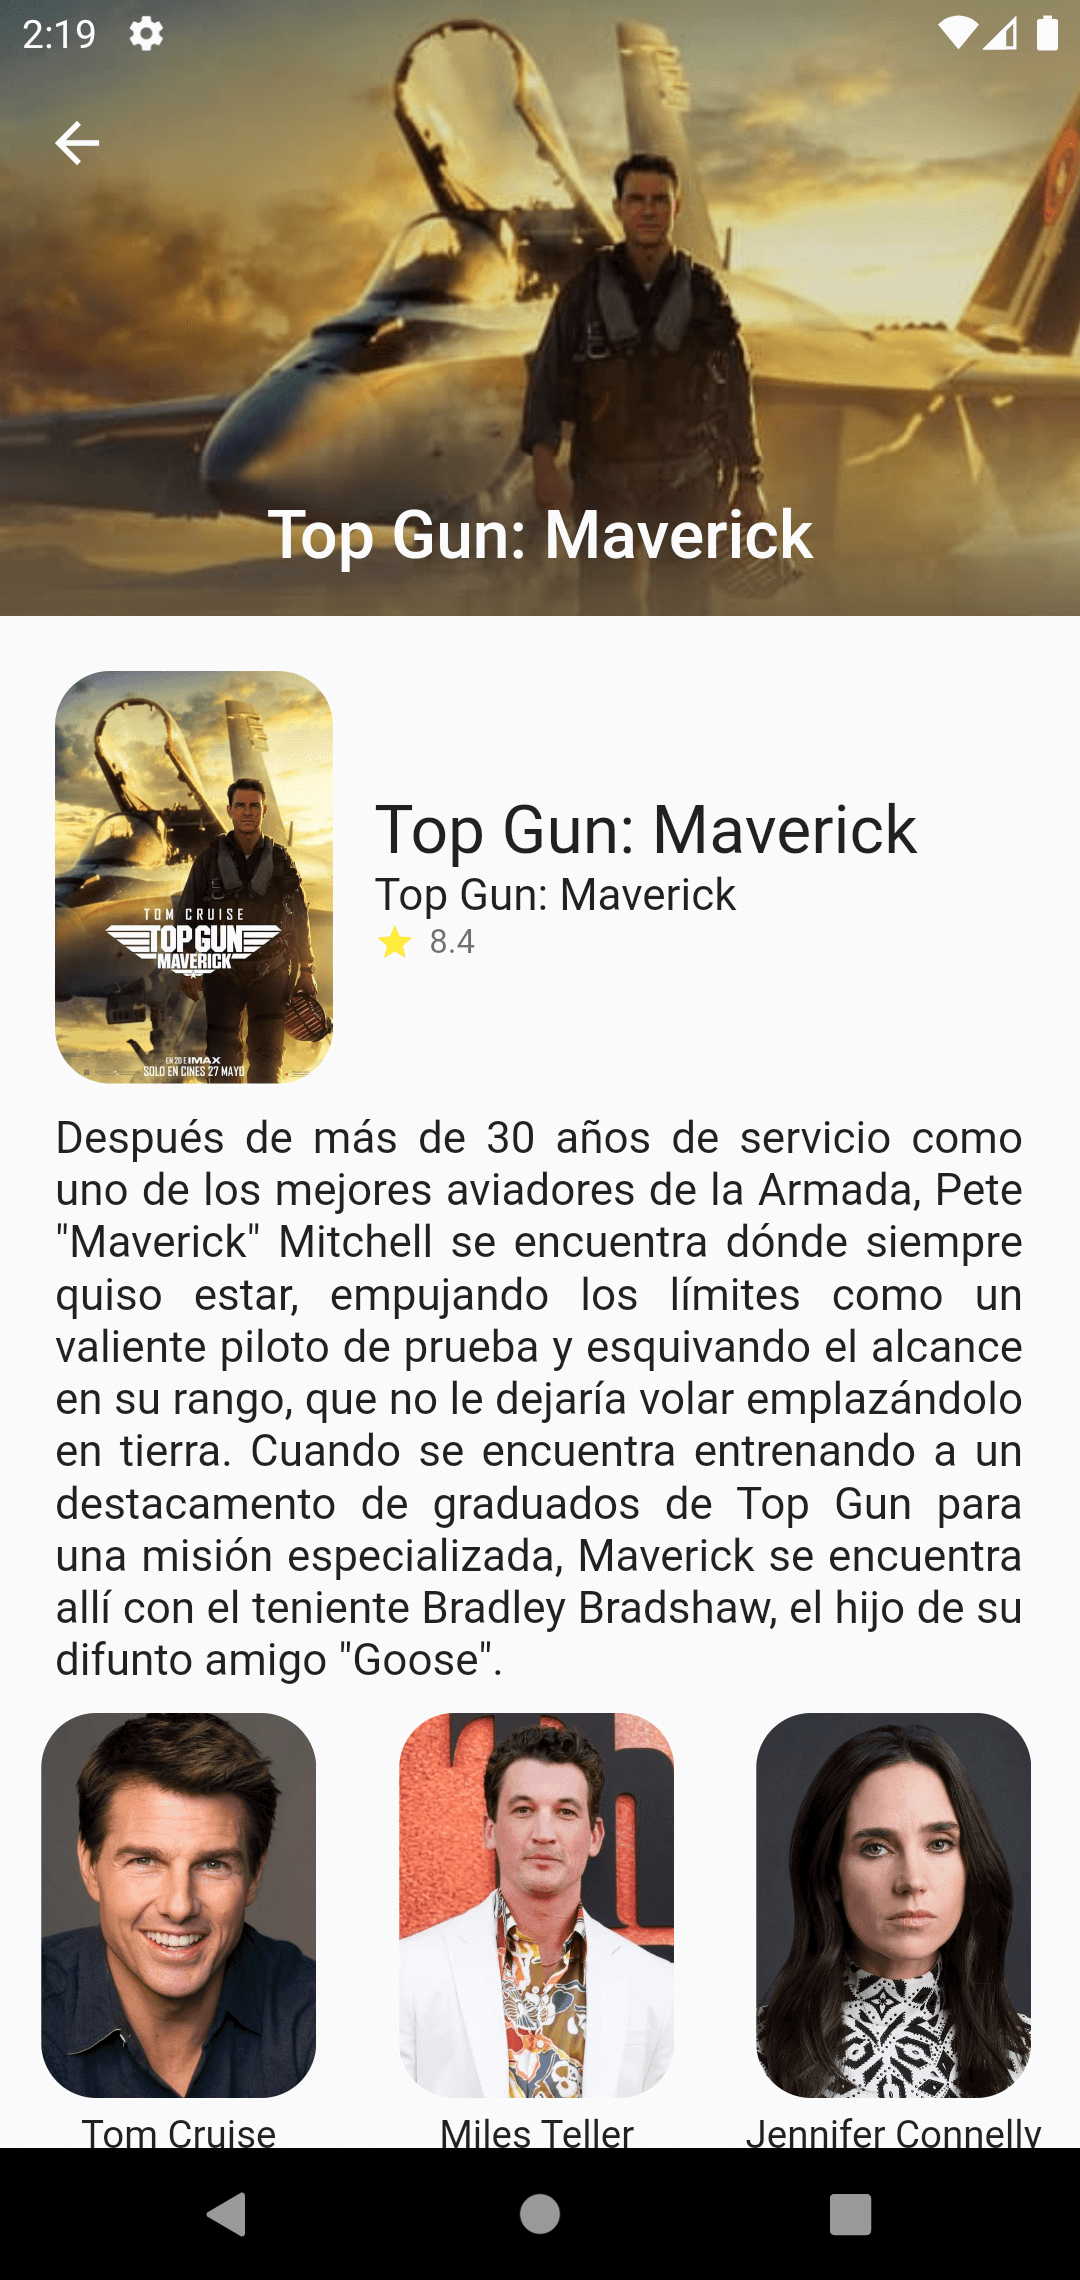 2:19
Top Gun: Maverick
TOM CRUISE
TOP GUN
MAVERICK
EN 2D E IMAX
SOLO EN CINES 27 MAYO
Top Gun: Maverick
Top Gun: Maverick
8.4
Después de más de 30 años de servicio como
uno de los mejores aviadores de la Armada, Pete
"Maverick" Mitchell se encuentra dónde siempre
quiso estar, empujando los límites como un
valiente piloto de prueba y esquivando el alcance
en su rango, que no le dejaría volar emplazándolo
en tierra. Cuando se encuentra entrenando a un
destacamento de graduados de Top Gun para
una misión especializada, Maverick se encuentra
allí con el teniente Bradley Bradshaw, el hijo de su
difunto amigo "Goose".
Tom Cruise
Miles Teller
Jennifer Connelly